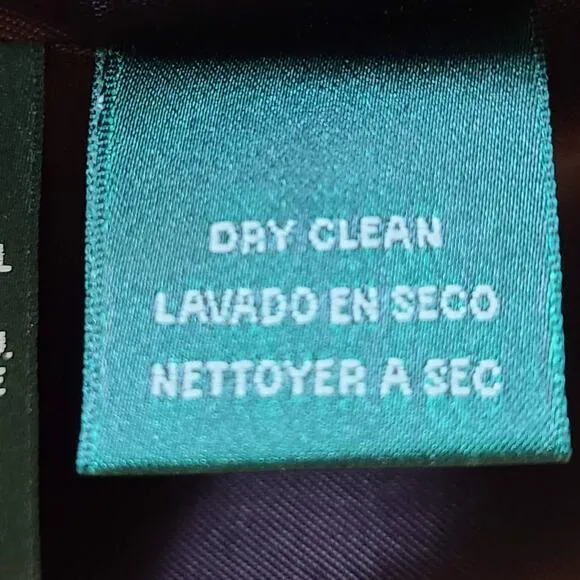 DRY CLEAN
LAVADO EN SECO
NETTOYER A SEC